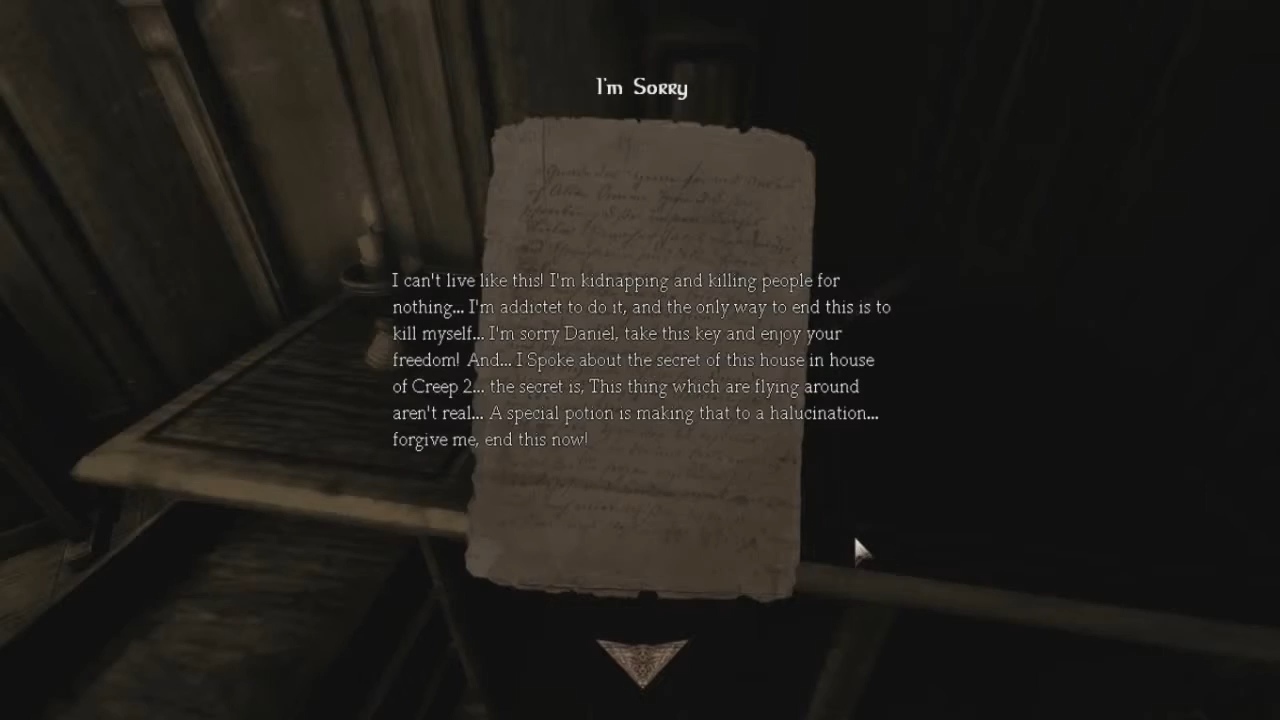 I'm Sorry
I can't live like this! I'm kidnapping and killing people for
nothing... I'm addictet to do it, and the only way to end this is to
kill myself... I'm sorry Daniel, take this key and enjoy your
freedom! And... I Spoke about the secret of this house in house
of Creep 2... the secret is, This thing which are flying around
aren't real... A special potion is making that to a halucination...
forgive me, end this now!